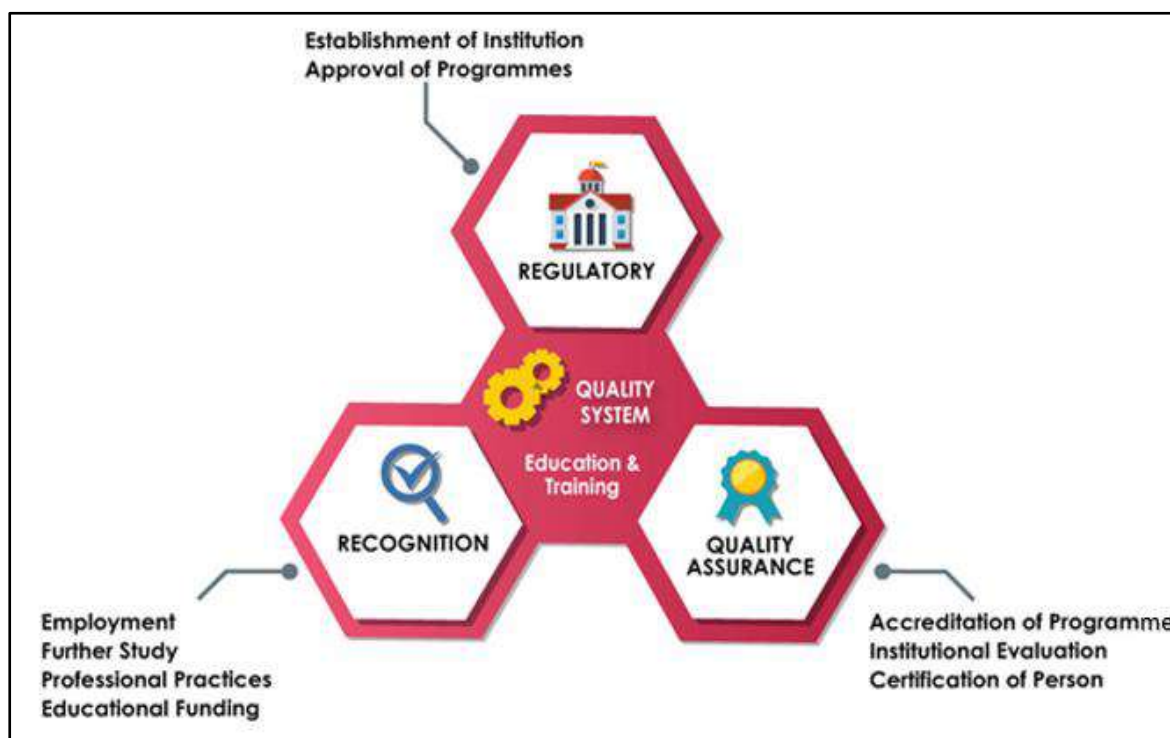 Establishment of Institution
Approval of Programmes
REGULATORY
QUALITY
SYSTEM
Education &
Training
RECOGNITION
QUALITY
ASSURANCE
Employment
Further Study
Professional Practices
Educational Funding
Accreditation of Programme
Institutional Evaluation
Certification of Person